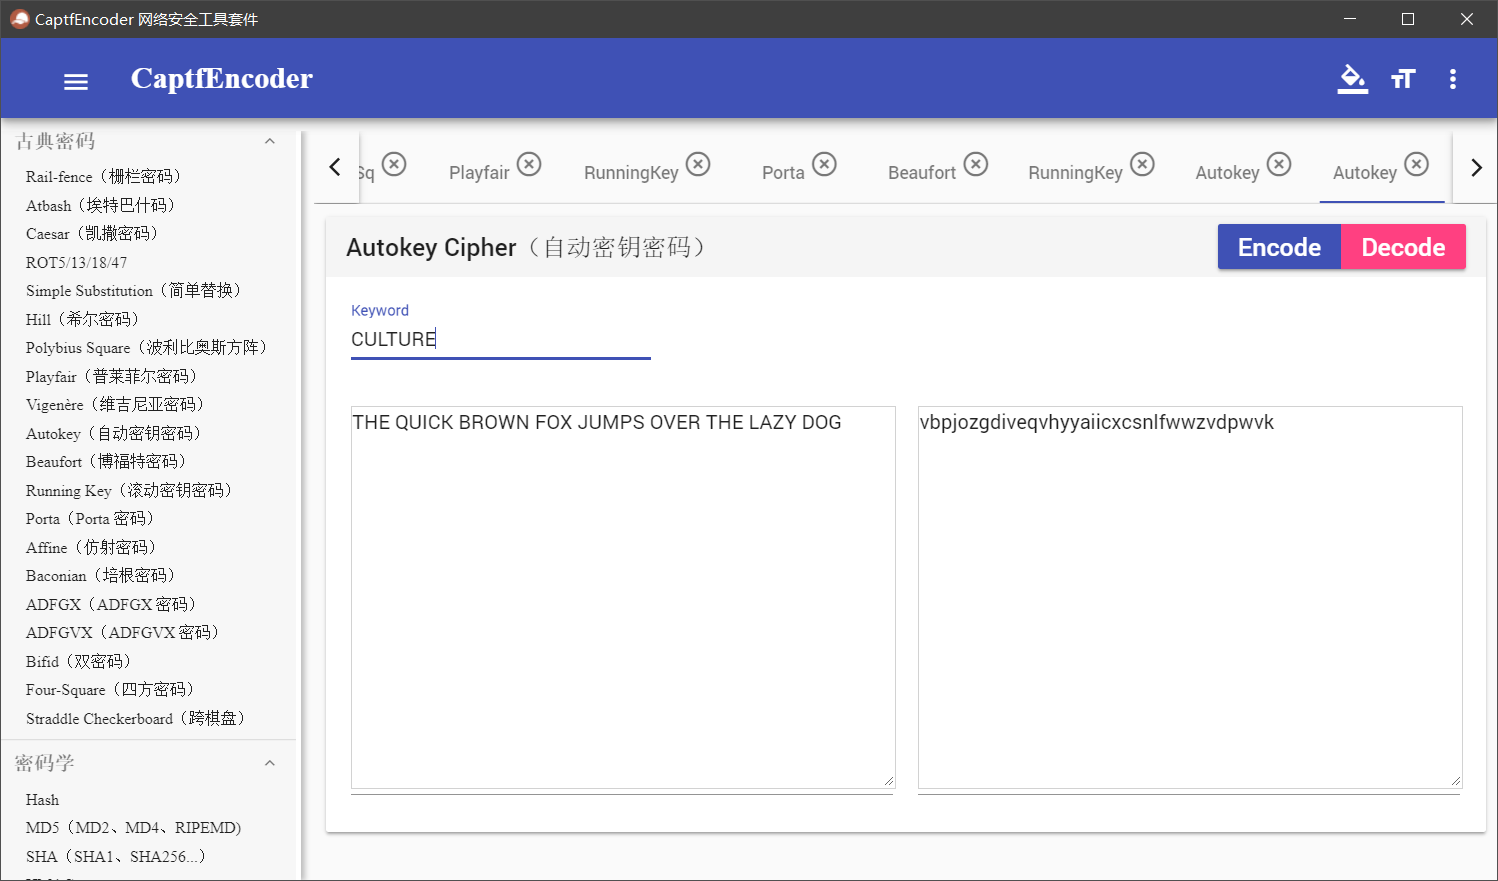 CaptfEncoder 网络安全工具套件
CaptfEncoder
古典密码
Rail-fence（栅栏密码）
Atbash（埃特巴什码）
Caesar（凯撒密码）
ROT5/13/18/47
Simple Substitution（简单替换）
Hill（希尔密码）
Polybius Square（波利比奥斯方阵）
Playfair（普莱菲尔密码）
Vigenère（维吉尼亚密码）
Autokey（自动密钥密码）
Beaufort（博福特密码）
Running Key（滚动密钥密码）
Porta（Porta 密码）
Affine（仿射密码）
Baconian（培根密码）
ADFGX（ADFGX 密码）
ADFGVX（ADFGVX 密码）
Bifid（双密码）
Four-Square（四方密码）
Straddle Checkerboard（跨棋盘）
密码学
Hash
MD5（MD2、MD4、RIPEMD)
SHA（SHA1、SHA256...）
Sq
Playfair
RunningKey
Porta
Beaufort
RunningKey
Autokey
Autokey
Autokey Cipher（自动密钥密码）
Encode
Decode
Keyword
CULTURE
THE QUICK BROWN FOX JUMPS OVER THE LAZY DOG
vbpjozgdiveqvhyyaiicxcsnlfwwzvdpwvk